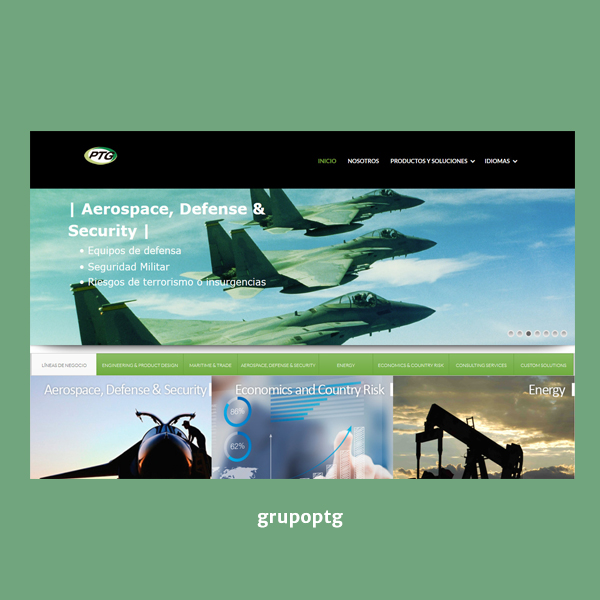 PTG
INICIO NOSOTROS PRODUCTOS Y SOLUCIONES IDIOMAS
| Aerospace, Defense &
Security |
• Equipos de defensa
• Seguridad Militar
• Riesgos de terrorismo o insurgencias
LÍNEAS DE NEGOCIO ENGINEERING & PRODUCT DESIGN MARITIME & TRADE AEROSPACE, DEFENSE & SECURITY ENERGY ECONOMICS & COUNTRY RISK CONSULTING SERVICES CUSTOM SOLUTIONS
Aerospace, Defense & Security Economics and Country Risk Energy
86%
62%
grupoptg